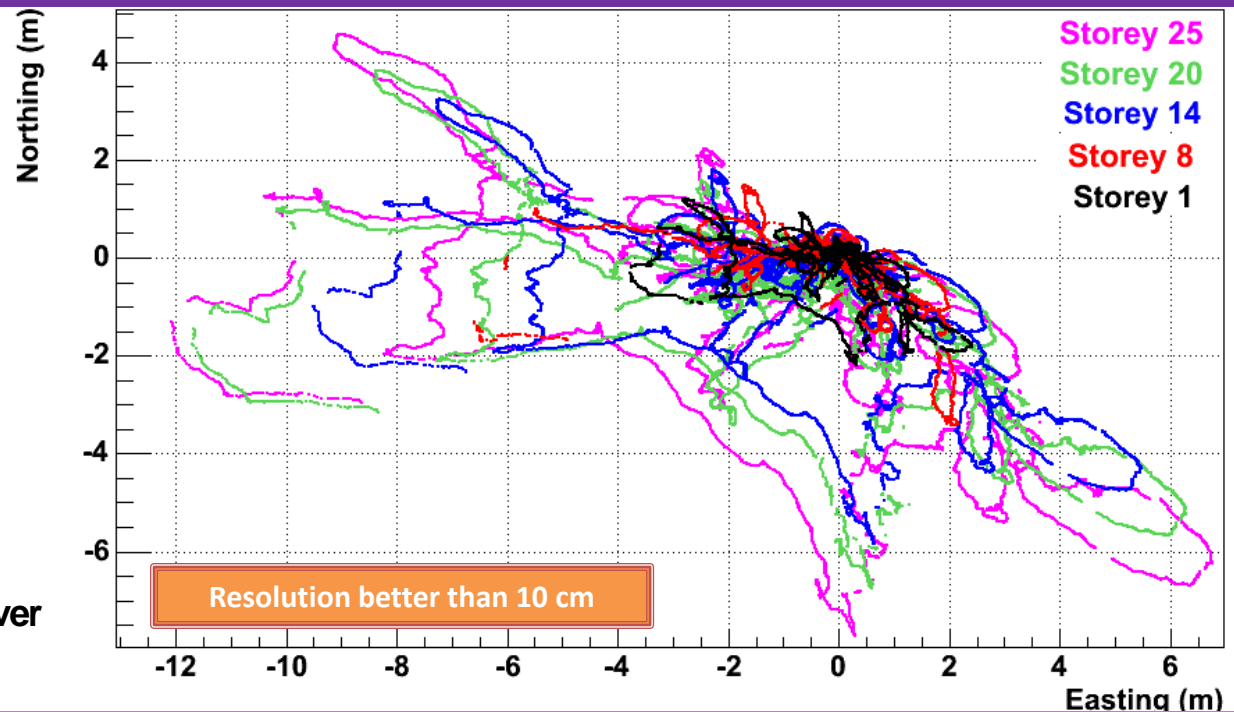 Northing (m)
Storey 25
Storey 20
Storey 14
Storey 8
Storey 1
4
2
0
-2
-4
-6
Resolution better than 10 cm
ver
-12 -10 -8 -6 -4 -2 0 2 4 6
Easting (m)